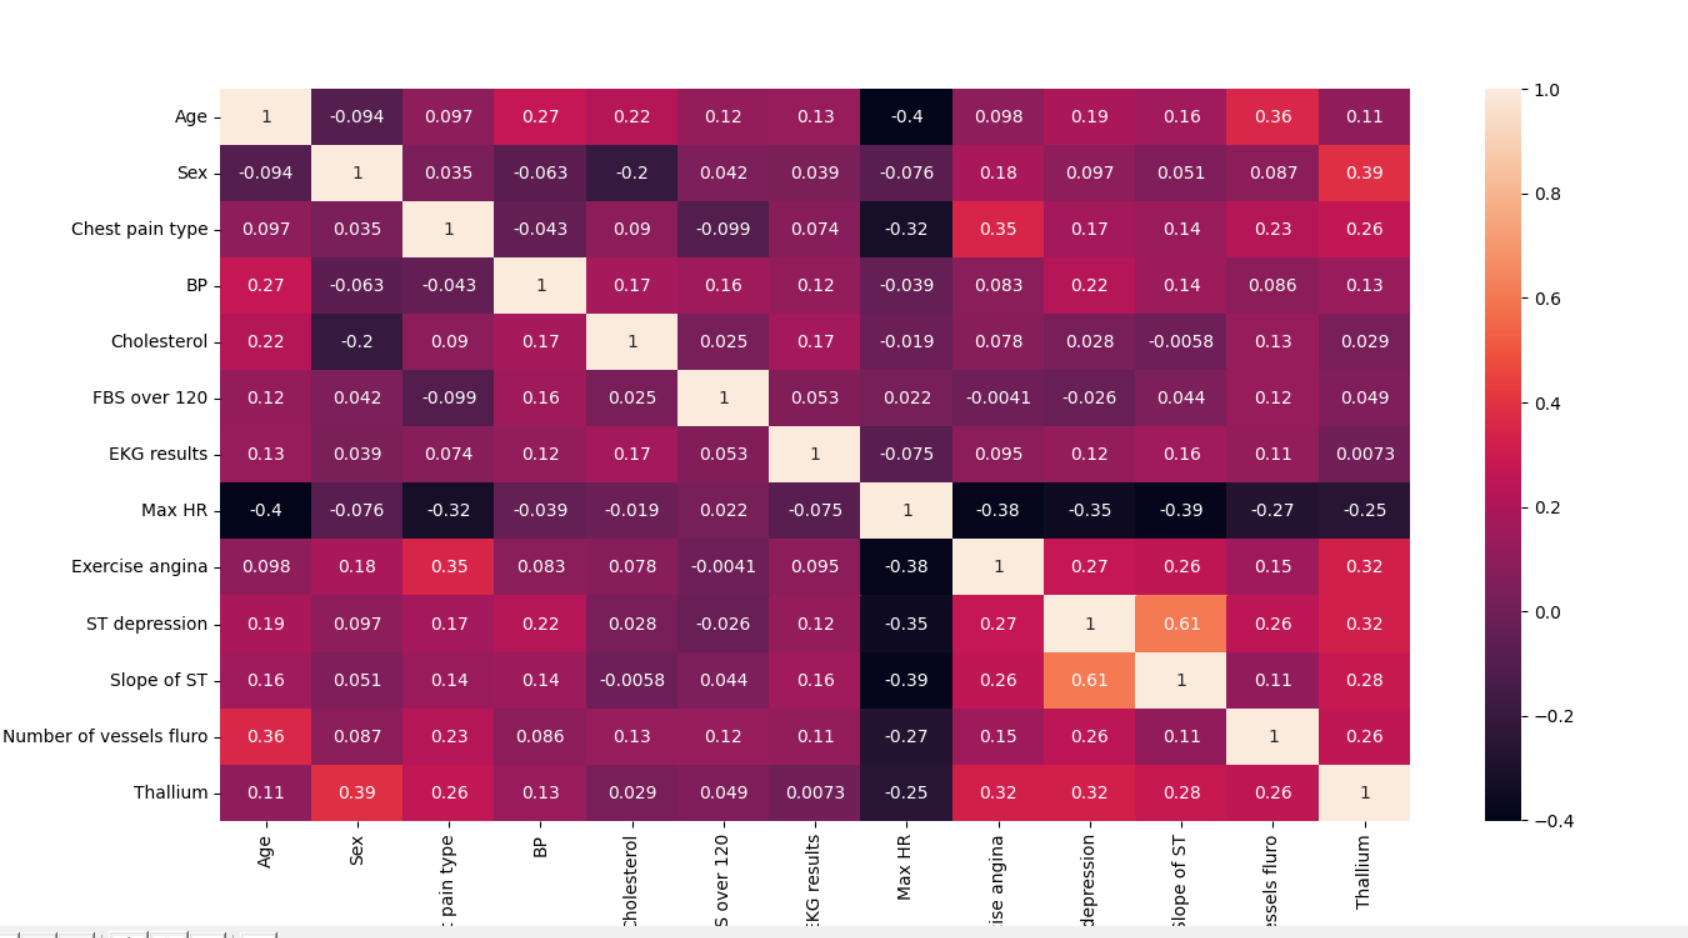 Age 1 -0.094 0.097 0.27 0.22 0.12 0.13 -0.4 0.098 0.19 0.16 0.36 0.11
Sex -0.094 1 0.035 -0.063 -0.2 0.042 0.039 -0.076 0.18 0.097 0.051 0.087 0.39
Chest pain type 0.097 0.035 1 -0.043 0.09 -0.099 0.074 -0.32 0.35 0.17 0.14 0.23 0.26
BP 0.27 -0.063 -0.043 1 0.17 0.16 0.12 -0.039 0.083 0.22 0.14 0.086 0.13
Cholesterol 0.22 -0.2 0.09 0.17 1 0.025 0.17 -0.019 0.078 0.028 -0.0058 0.13 0.029
FBS over 120 0.12 0.042 -0.099 0.16 0.025 1 0.053 0.022 -0.0041 -0.026 0.044 0.12 0.049
EKG results 0.13 0.039 0.074 0.12 0.17 0.053 1 -0.075 0.095 0.12 0.16 0.11 0.0073
Max HR -0.4 -0.076 -0.32 -0.039 -0.019 0.022 -0.075 1 -0.38 -0.35 -0.39 -0.27 -0.25
Exercise angina 0.098 0.18 0.35 0.083 0.078 -0.0041 0.095 -0.38 1 0.27 0.26 0.15 0.32
ST depression 0.19 0.097 0.17 0.22 0.028 -0.026 0.12 -0.35 0.27 1 0.61 0.26 0.32
Slope of ST 0.16 0.051 0.14 0.14 -0.0058 0.044 0.16 -0.39 0.26 0.61 1 0.11 0.28
Number of vessels fluro 0.36 0.087 0.23 0.086 0.13 0.12 0.11 -0.27 0.15 0.26 0.11 1 0.26
Thallium 0.11 0.39 0.26 0.13 0.029 0.049 0.0073 -0.25 0.32 0.32 0.28 0.26 1
Age
Sex
pain type
BP
Cholesterol
S over 120
EKG results
Max HR
ise angina
depression
Slope of ST
essels fluro
Thallium
1.0
0.8
0.6
0.4
0.2
0.0
−0.2
−0.4